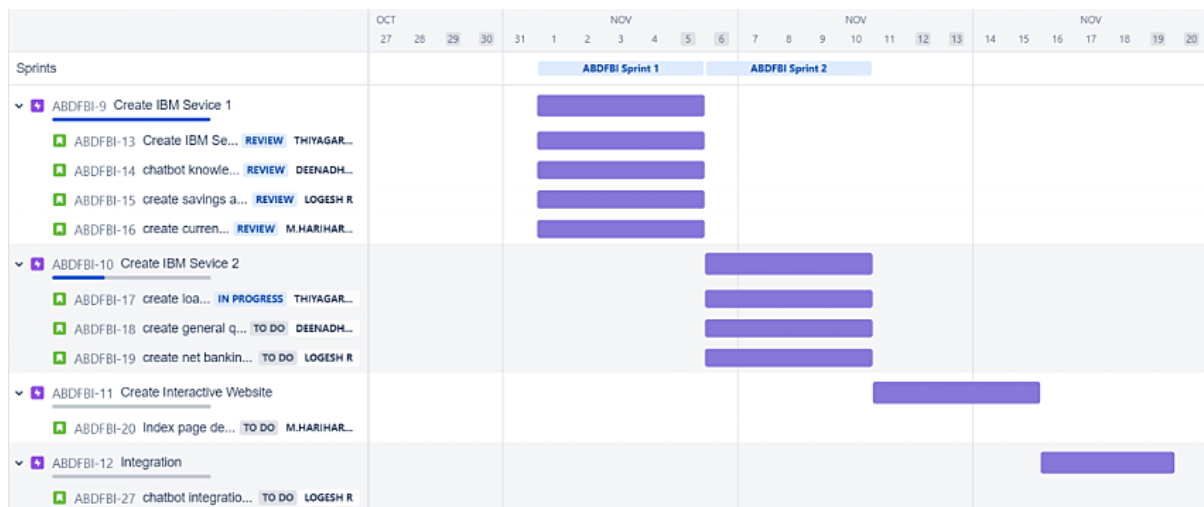 OCT NOV NOV NOV
27 28 29 30 31 1 2 3 4 5 6 7 8 9 10 11 12 13 14 15 16 17 18 19 20
Sprints ABDFBI Sprint 1 ABDFBI Sprint 2
ABDFBI-9 Create IBM Sevice 1
ABDFBI-13 Create IBM Se... REVIEW THIYAGAR...
ABDFBI-14 chatbot knowle... REVIEW DEENADH...
ABDFBI-15 create savings a... REVIEW LOGESH R
ABDFBI-16 create curren... REVIEW M.HARIHAR...
ABDFBI-10 Create IBM Sevice 2
ABDFBI-17 create loa... IN PROGRESS THIYAGAR...
ABDFBI-18 create general q... TO DO DEENADH...
ABDFBI-19 create net bankin... TO DO LOGESH R
ABDFBI-11 Create Interactive Website
ABDFBI-20 Index page de... TO DO M.HARIHAR...
ABDFBI-12 Integration
ABDFBI-27 chatbot integratio... TO DO LOGESH R